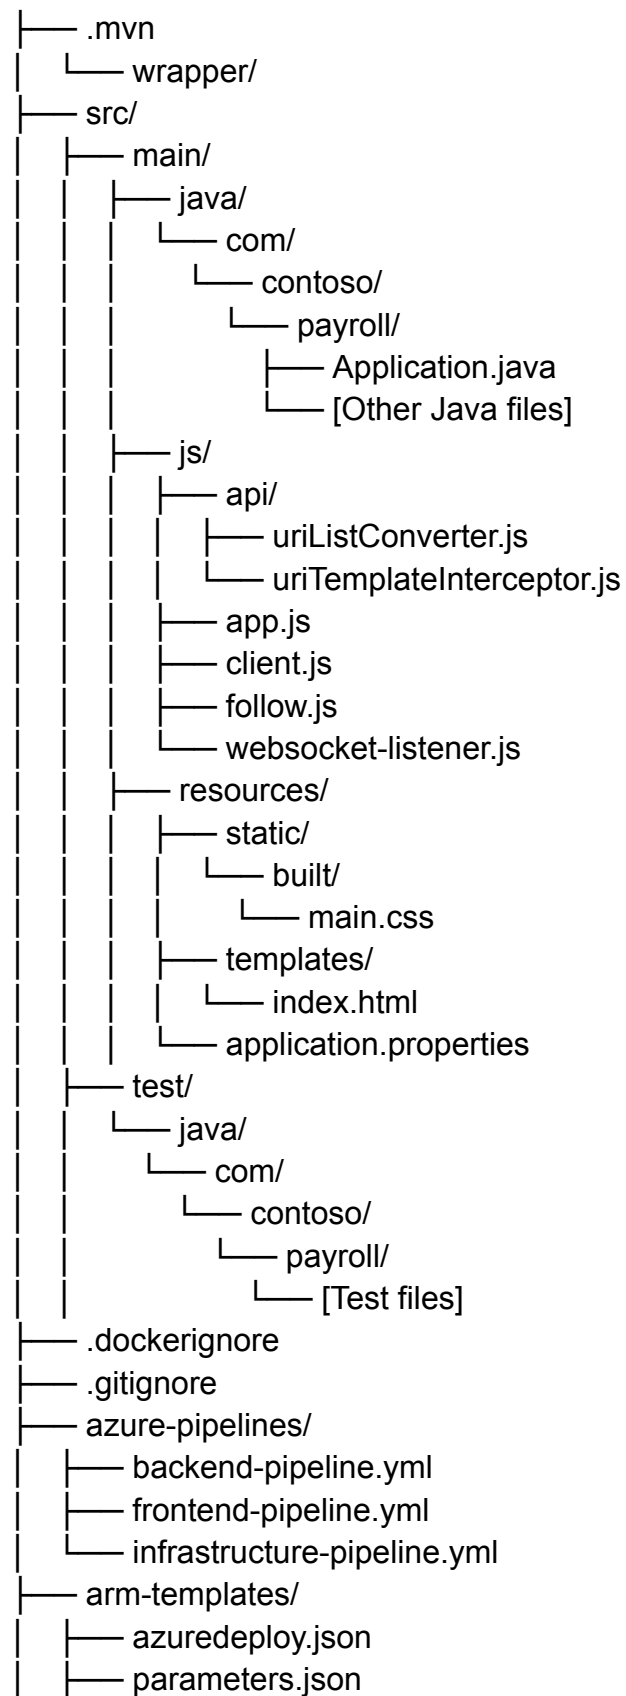 ├── .mvn
│   └── wrapper/
├── src/
│   ├── main/
│   │   ├── java/
│   │   │   └── com/
│   │   │       └── contoso/
│   │   │           └── payroll/
│   │   │               ├── Application.java
│   │   │               └── [Other Java files]
│   │   ├── js/
│   │   │   ├── api/
│   │   │   │   ├── uriListConverter.js
│   │   │   │   └── uriTemplateInterceptor.js
│   │   │   ├── app.js
│   │   │   ├── client.js
│   │   │   ├── follow.js
│   │   │   └── websocket-listener.js
│   │   ├── resources/
│   │   │   ├── static/
│   │   │   │   └── built/
│   │   │   │       └── main.css
│   │   │   ├── templates/
│   │   │   │   └── index.html
│   │   │   └── application.properties
│   ├── test/
│   │   └── java/
│   │       └── com/
│   │           └── contoso/
│   │               └── payroll/
│   │                   └── [Test files]
├── .dockerignore
├── .gitignore
├── azure-pipelines/
│   ├── backend-pipeline.yml
│   ├── frontend-pipeline.yml
│   └── infrastructure-pipeline.yml
├── arm-templates/
│   ├── azuredeploy.json
│   ├── parameters.json